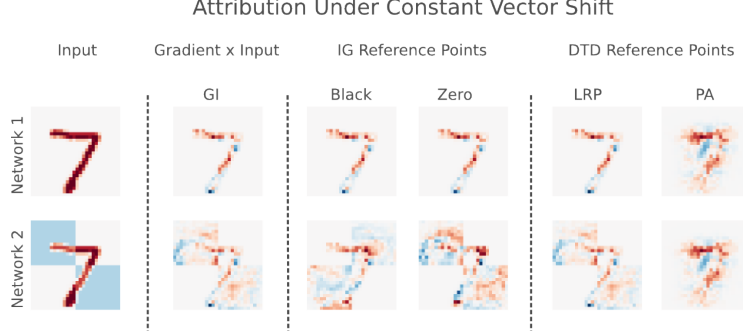 Attribution Under Constant Vector Shift
Input
Gradient x Input
IG Reference Points
DTD Reference Points
GI
Black
Zero
LRP
PA
Network 1
Network 2